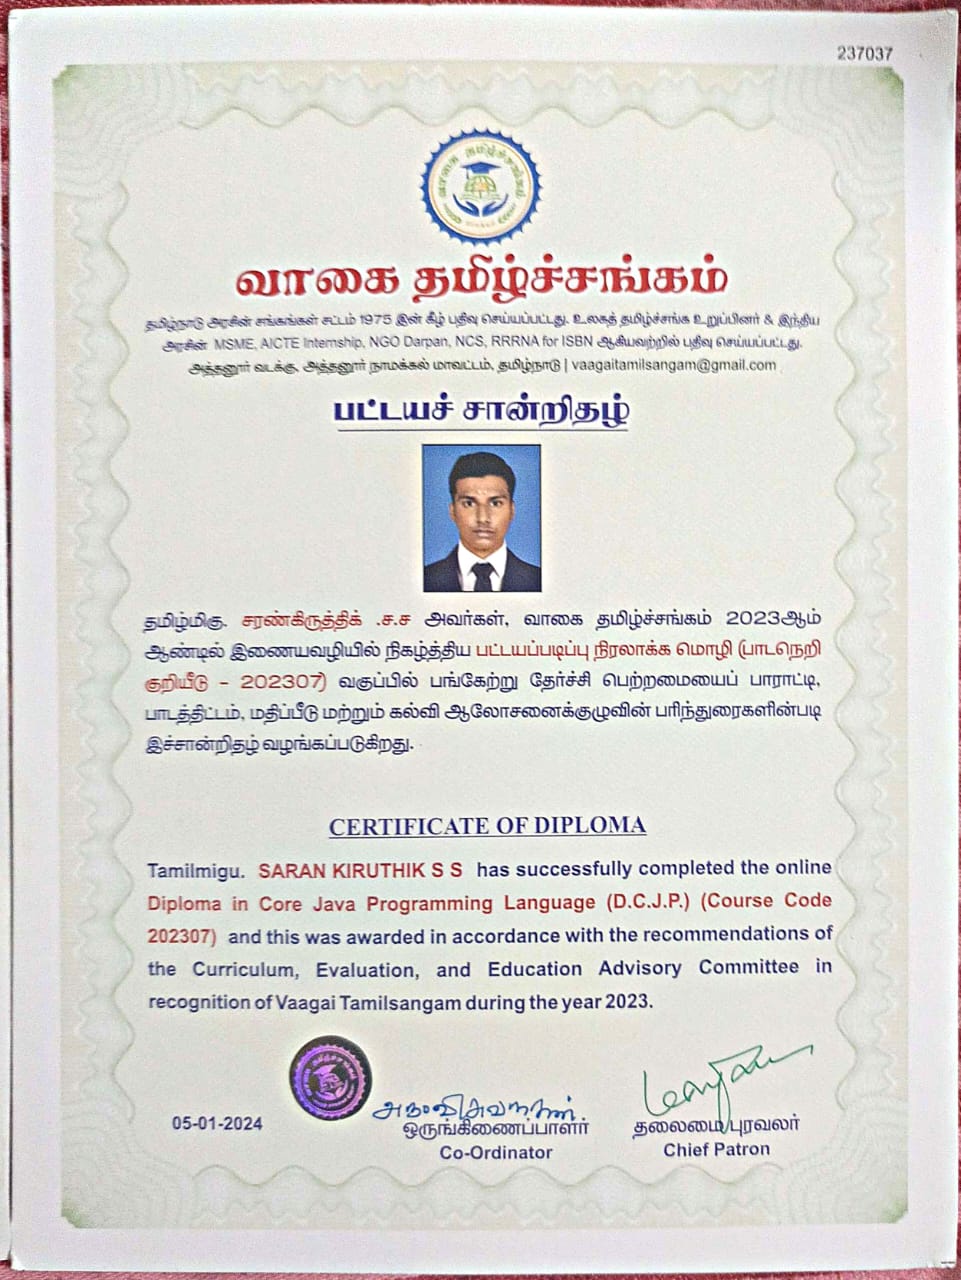 237037
வாகை தமிழ்ச்சங்கம்
வாகை தமிழ்ச்சங்கம்
தமிழ்நாடு அரசின் சங்கங்கள் சட்டம் 1975 இன் கீழ் பதிவு செய்யப்பட்டது. உலகத் தமிழ்ச்சங்க உறுப்பினர் & இந்திய
அரசின் MSME, AICTE Internship, NGO Darpan, NCS, RRRNA for ISBN ஆகியவற்றில் பதிவு செய்யப்பட்டது.
அத்தனூர் வடக்கு, அத்தனூர் நாமக்கல் மாவட்டம், தமிழ்நாடு | vaagaitamilsangam@gmail.com
பட்டயச் சான்றிதழ்
தமிழ்மிகு. சரண்கிருத்திக் .ச.ச அவர்கள், வாகை தமிழ்ச்சங்கம் 2023ஆம்
ஆண்டில் இணையவழியில் நிகழ்த்திய பட்டயப்படிப்பு நிரலாக்க மொழி (பாடநெறி
குறியீடு - 202307) வகுப்பில் பங்கேற்று தேர்ச்சி பெற்றமையைப் பாராட்டி,
பாடத்திட்டம், மதிப்பீடு மற்றும் கல்வி ஆலோசனைக்குழுவின் பரிந்துரைகளின்படி
இச்சான்றிதழ் வழங்கப்படுகிறது.
CERTIFICATE OF DIPLOMA
Tamilmigu. SARAN KIRUTHIK S S has successfully completed the online
Diploma in Core Java Programming Language (D.C.J.P.) (Course Code
202307) and this was awarded in accordance with the recommendations of
the Curriculum, Evaluation, and Education Advisory Committee in
recognition of Vaagai Tamilsangam during the year 2023.
05-01-2024
ஒருங்கிணைப்பாளர்
Co-Ordinator
தலைமை புரவலர்
Chief Patron